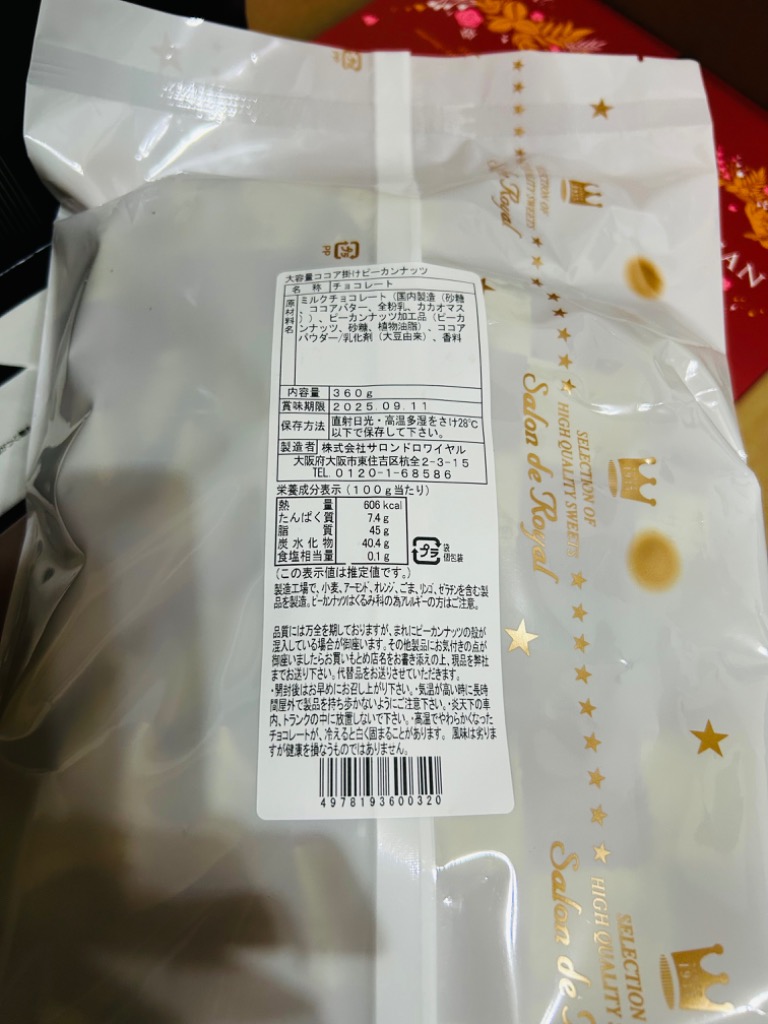 大容量ココア掛けピーカンナッツ
名 称 チョコレート
原材料名 ミルクチョコレート(国内製造(砂糖
、ココアバター、全粉乳、カカオマス
))、ピーカンナッツ加工品(ピーカ
ンナッツ、砂糖、植物油脂)、ココア
パウダー/乳化剤(大豆由来)、香料
内容量 360g
賞味期限 2025.09.11
保存方法 直射日光・高温多湿をさけ28℃
以下で保存して下さい。
製造者 株式会社サロンドロワイヤル
大阪府大阪市東住吉区杭全2-3-15
TEL 0120-1-68586
栄養成分表示(100g当たり)
熱量 606 kcal
たんぱく質 7.4g
脂質 45g
炭水化物 40.4g
食塩相当量 0.1g
プラ 袋 個包装
(この表示値は推定値です。)
製造工場で、小麦、アーモンド、オレンジ、ごま、リンゴ、ゼラチンを含む製
品を製造。ピーカンナッツはくるみ科の為アレルギーの方はご注意。
品質には万全を期しておりますが、まれにピーカンナッツの殻が
混入している場合が御座います。その他製品にお気付きの点が
御座いましたらお買いもとめ店名をお書き添えの上、現品を弊社
までお送り下さい。代替品をお送りさせていただきます。
・開封後はお早めにお召し上がり下さい。・気温が高い時に長時
間屋外で製品を持ち歩かないようにご注意下さい。・炎天下の車
内、トランクの中に放置しないで下さい。・高温でやわらかくなった
チョコレートが、冷えると白く固まることがあります。風味は劣りま
すが健康を損なうものではありません。
4978193600320
プラ
PP
SELECTION OF
HIGH QUALITY SWEETS
Salon de Royal
SELECTION
HIGH QUALITY
Salon de
de Royal
AN